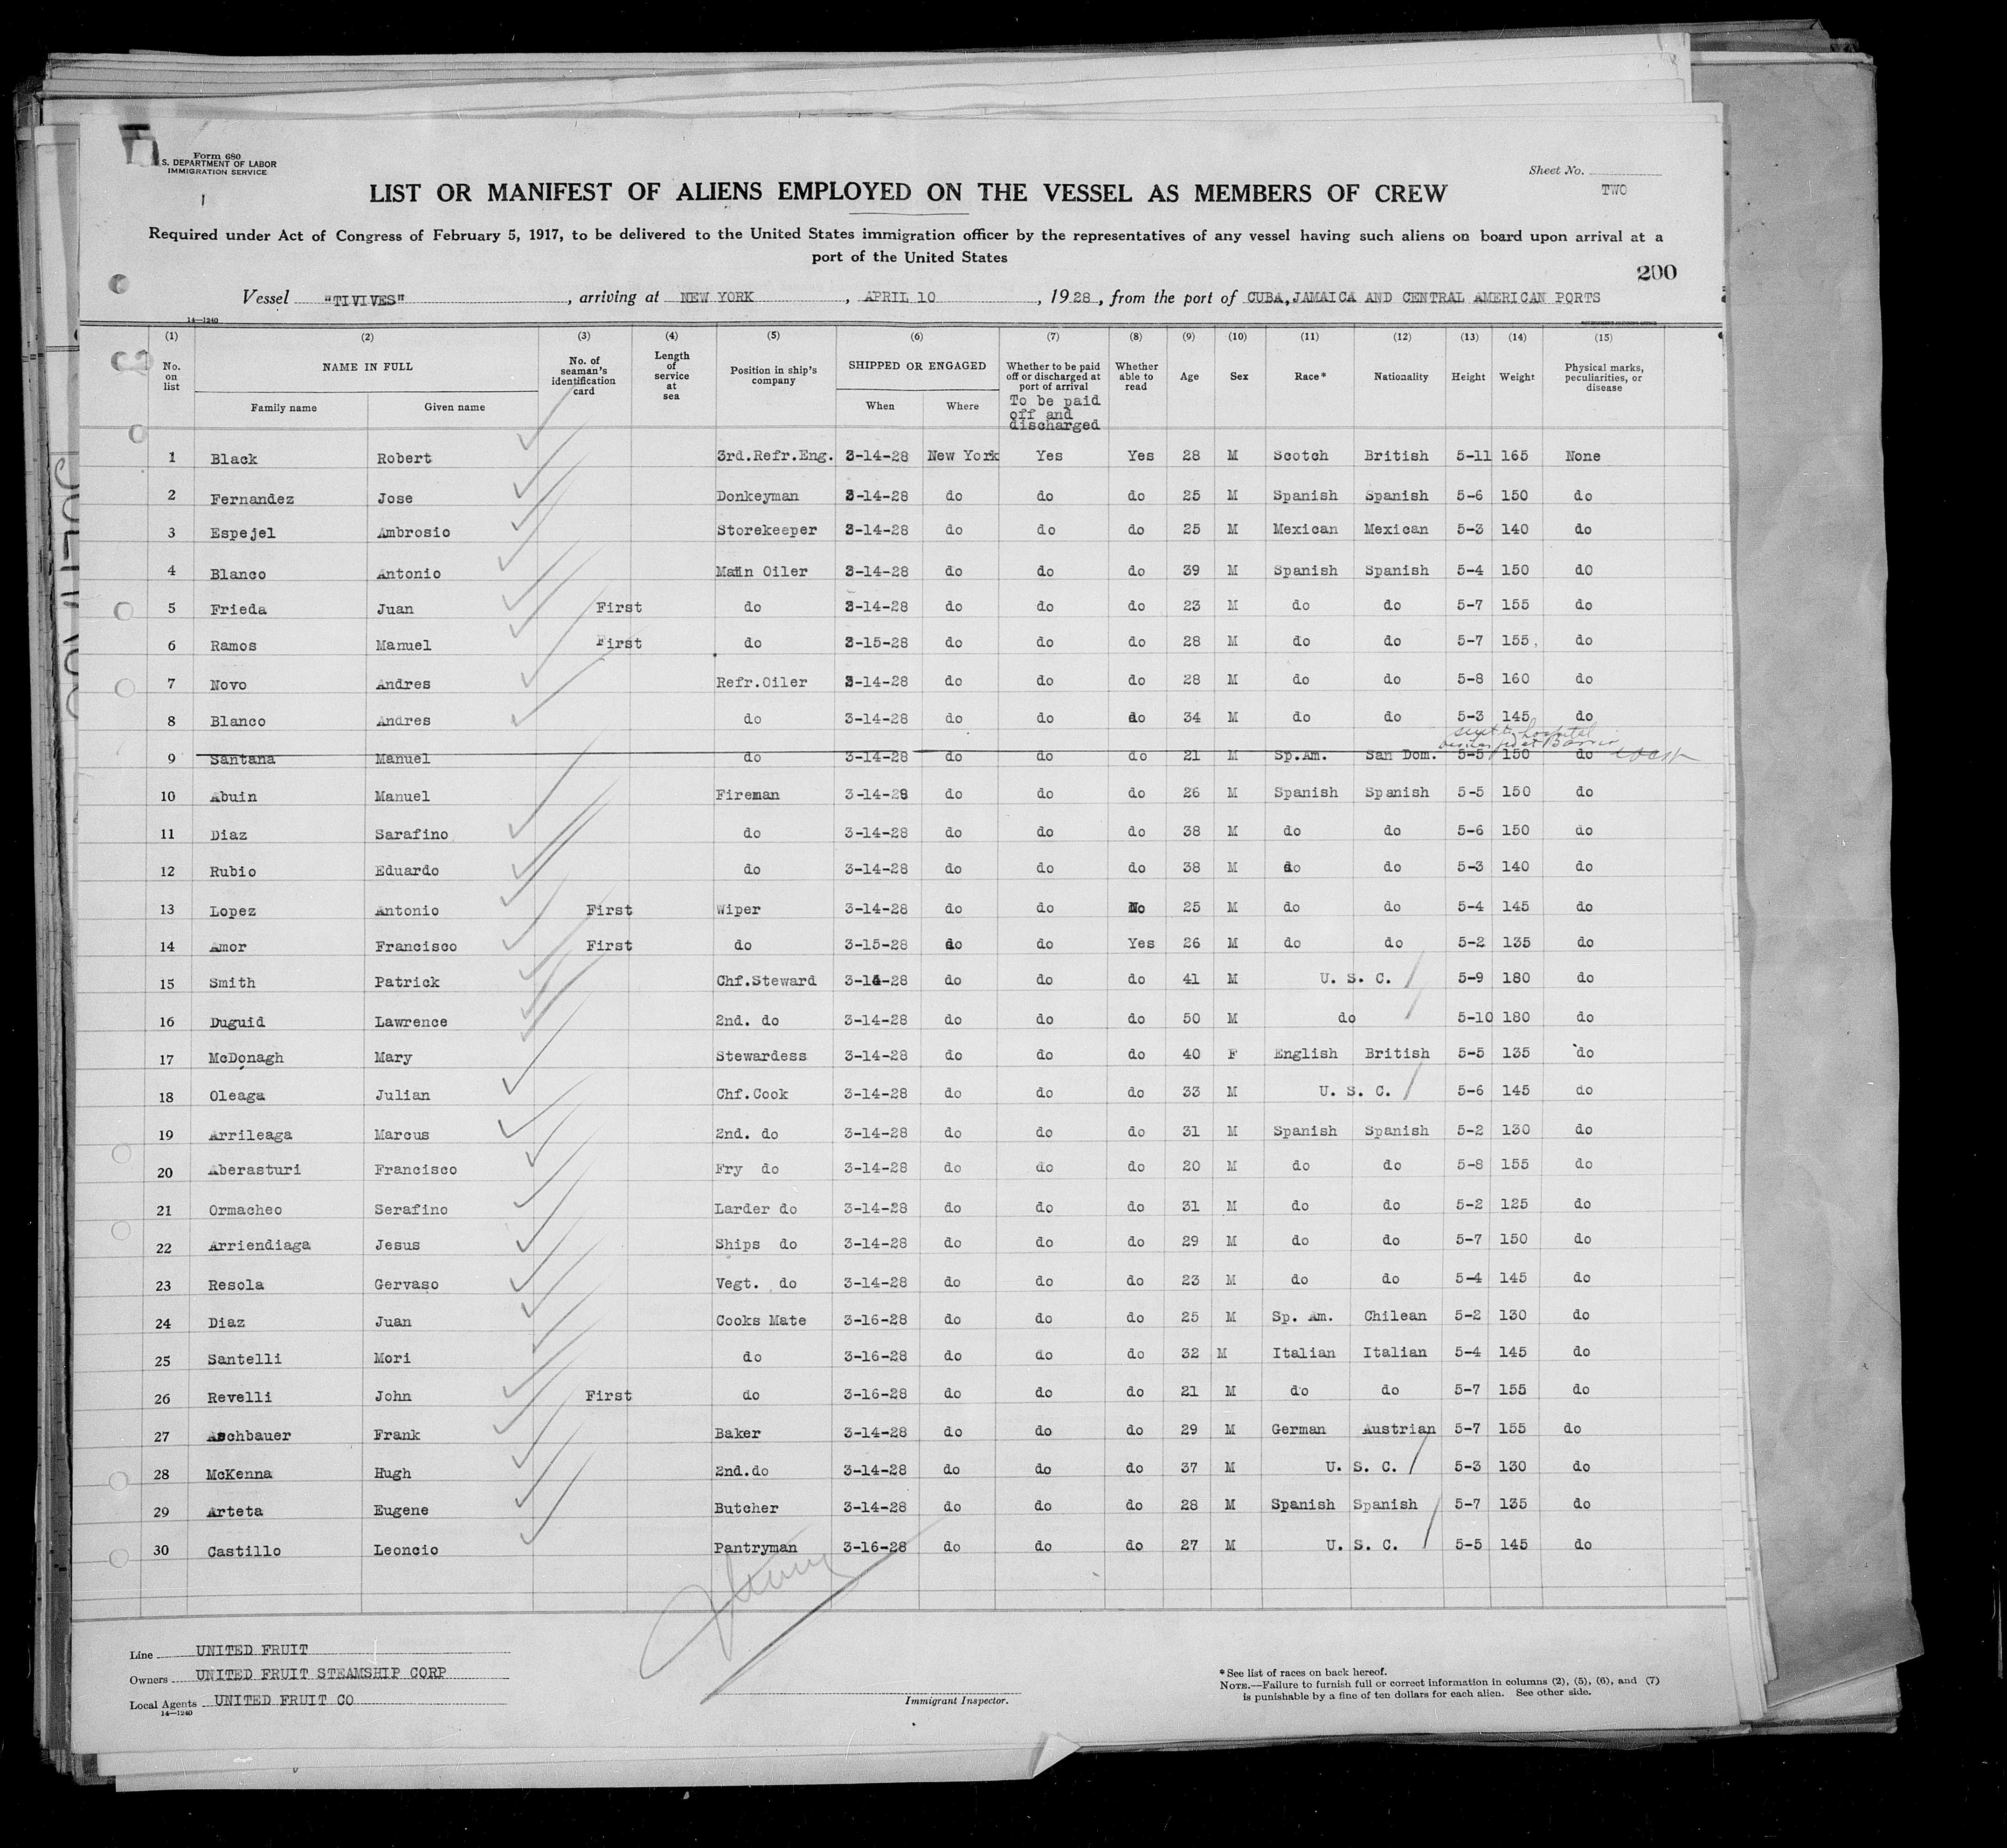 Form 680
S. DEPARTMENT OF LABOR
IMMIGRATION SERVICE
Sheet No.
TWO
LIST OR MANIFEST OF ALIENS EMPLOYED ON THE VESSEL AS MEMBERS OF CREW
Required under Act of Congress of February 5, 1917, to be delivered to the United States immigration officer by the representatives of any vessel having such aliens on board upon arrival at a
port of the United States
200
Vessel "TIVIVES", arriving at NEW YORK, APRIL 10, 1928, from the port of CUBA, JAMAICA AND CENTRAL AMERICAN PORTS
14—1240
(1) (2) (3) (4) (5) (6) (7) (8) (9) (10) (11) (12) (13) (14) (15)
No. on list
NAME IN FULL
Family name Given name
No. of seaman's identification card
Length of service at sea
Position in ship's company
SHIPPED OR ENGAGED
When Where
Whether to be paid off or discharged at port of arrival
To be paid off and discharged
Whether able to read
Age
Sex
Race*
Nationality
Height
Weight
Physical marks, peculiarities, or disease
1 Black Robert 3rd.Refr.Eng. 3-14-28 New York Yes Yes 28 M Scotch British 5-11 165 None
2 Fernandez Jose Donkeyman 3-14-28 do do do 25 M Spanish Spanish 5-6 150 do
3 Espejel Ambrosio Storekeeper 3-14-28 do do do 25 M Mexican Mexican 5-3 140 do
4 Blanco Antonio Main Oiler 3-14-28 do do do 39 M Spanish Spanish 5-4 150 dO
5 Frieda Juan First do 3-14-28 do do do 23 M do do 5-7 155 do
6 Ramos Manuel First do 3-15-28 do do do 28 M do do 5-7 155 do
7 Novo Andres Refr.Oiler 3-14-28 do do do 28 M do do 5-8 160 do
8 Blanco Andres do 3-14-28 do do do 34 M do do 5-3 145 do
9 Santana Manuel do 3-14-28 do do do 21 M Sp.Am. San Dom. 5-5 150 do
10 Abuin Manuel Fireman 3-14-28 do do do 26 M Spanish Spanish 5-5 150 do
11 Diaz Sarafino do 3-14-28 do do do 38 M do do 5-6 150 do
12 Rubio Eduardo do 3-14-28 do do do 38 M do do 5-3 140 do
13 Lopez Antonio First Wiper 3-14-28 do do No 25 M do do 5-4 145 do
14 Amor Francisco First do 3-15-28 do do Yes 26 M do do 5-2 135 do
15 Smith Patrick Chf.Steward 3-14-28 do do do 41 M U. S. C. 5-9 180 do
16 Duguid Lawrence 2nd. do 3-14-28 do do do 50 M do 5-10 180 do
17 McDonagh Mary Stewardess 3-14-28 do do do 40 F English British 5-5 135 do
18 Oleaga Julian Chf.Cook 3-14-28 do do do 33 M U. S. C. 5-6 145 do
19 Arrileaga Marcus 2nd. do 3-14-28 do do do 31 M Spanish Spanish 5-2 130 do
20 Aberasturi Francisco Fry do 3-14-28 do do do 20 M do do 5-8 155 do
21 Ormacheo Serafino Larder do 3-14-28 do do do 31 M do do 5-2 125 do
22 Arriendiaga Jesus Ships do 3-14-28 do do do 29 M do do 5-7 150 do
23 Resola Gervaso Vegt. do 3-14-28 do do do 23 M do do 5-4 145 do
24 Diaz Juan Cooks Mate 3-16-28 do do do 25 M Sp. Am. Chilean 5-2 130 do
25 Santelli Mori do 3-16-28 do do do 32 M Italian Italian 5-4 145 do
26 Revelli John First do 3-16-28 do do do 21 M do do 5-7 155 do
27 Aschbauer Frank Baker 3-14-28 do do do 29 M German Austrian 5-7 155 do
28 McKenna Hugh 2nd.do 3-14-28 do do do 37 M U. S. C. 5-3 130 do
29 Arteta Eugene Butcher 3-14-28 do do do 28 M Spanish Spanish 5-7 135 do
30 Castillo Leoncio Pantryman 3-16-28 do do do 27 M U. S. C. 5-5 145 do
Line UNITED FRUIT
Owners UNITED FRUIT STEAMSHIP CORP
Local Agents UNITED FRUIT CO
14—1240
Immigrant Inspector.
*See list of races on back hereof.
NOTE.—Failure to furnish full or correct information in columns (2), (5), (6), and (7)
is punishable by a fine of ten dollars for each alien. See other side.